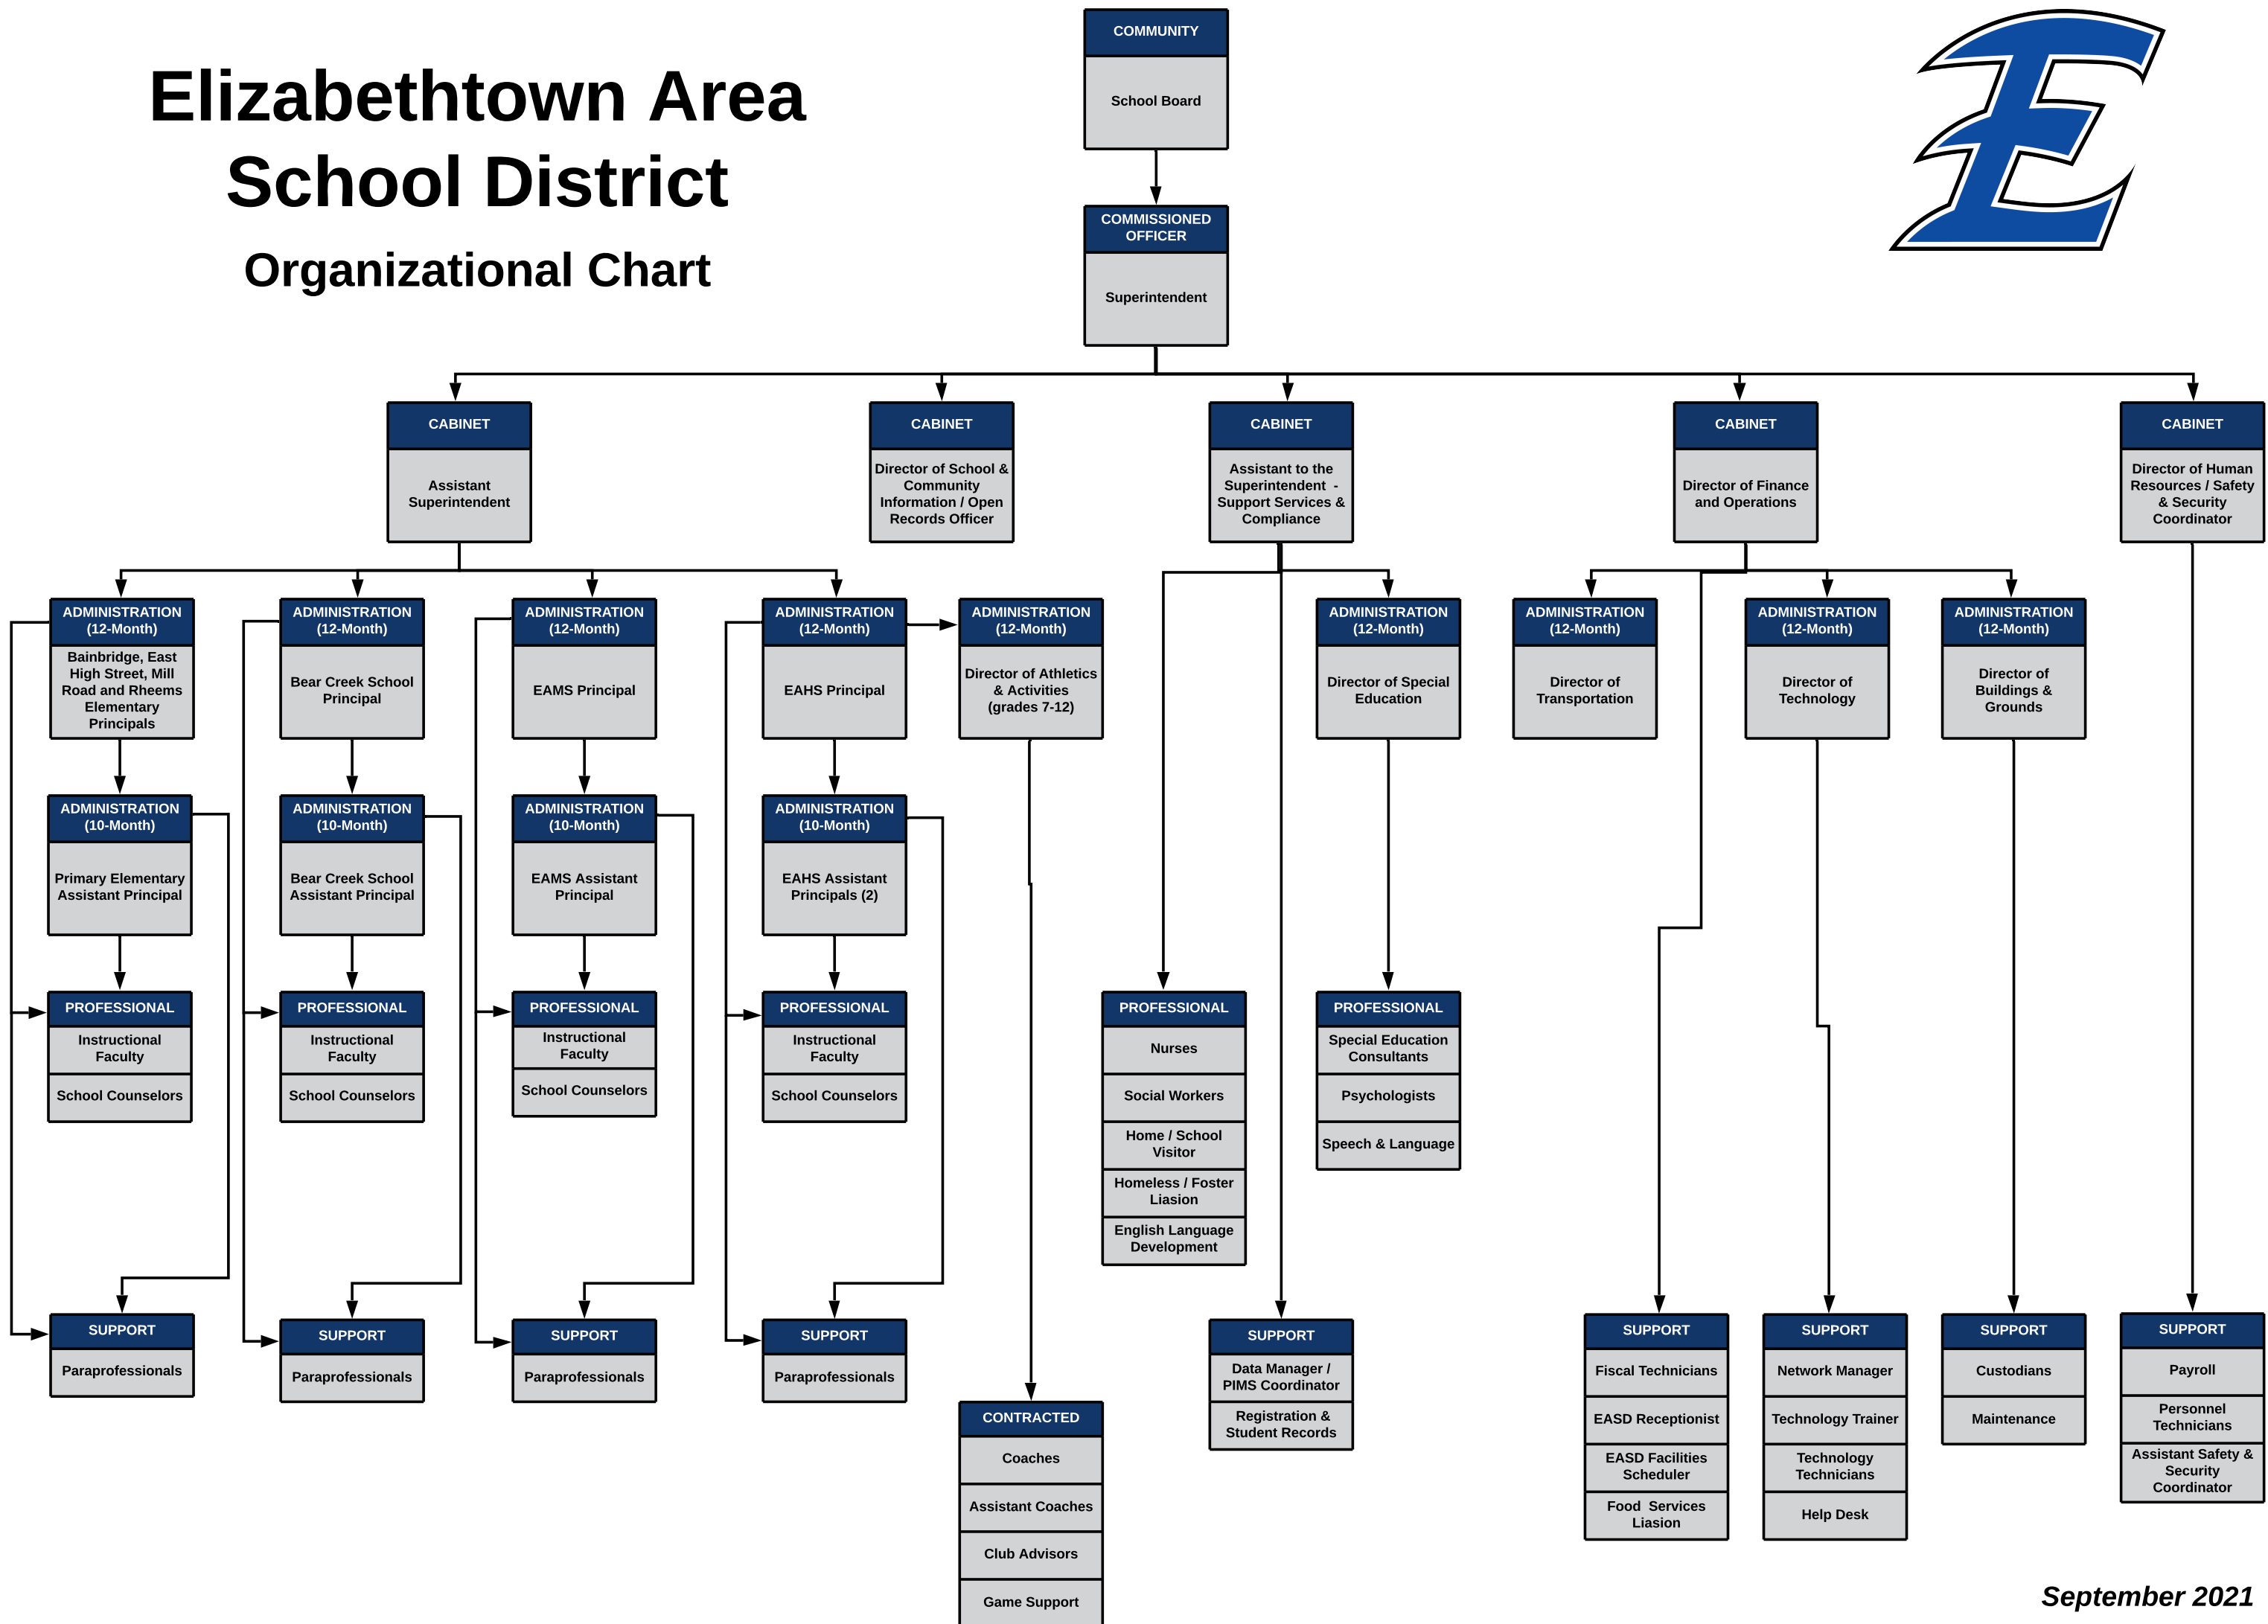 Elizabethtown Area
School District
Organizational Chart
COMMUNITY
School Board
COMMISSIONED
OFFICER
Superintendent
CABINET
Assistant
Superintendent
CABINET
Director of School &
Community
Information / Open
Records Officer
CABINET
Assistant to the
Superintendent -
Support Services &
Compliance
CABINET
Director of Finance
and Operations
CABINET
Director of Human
Resources / Safety
& Security
Coordinator
ADMINISTRATION
(12-Month)
Bainbridge, East
High Street, Mill
Road and Rheems
Elementary
Principals
ADMINISTRATION
(12-Month)
Bear Creek School
Principal
ADMINISTRATION
(12-Month)
EAMS Principal
ADMINISTRATION
(12-Month)
EAHS Principal
ADMINISTRATION
(12-Month)
Director of Athletics
& Activities
(grades 7-12)
ADMINISTRATION
(12-Month)
Director of Special
Education
ADMINISTRATION
(12-Month)
Director of
Transportation
ADMINISTRATION
(12-Month)
Director of
Technology
ADMINISTRATION
(12-Month)
Director of
Buildings &
Grounds
ADMINISTRATION
(10-Month)
Primary Elementary
Assistant Principal
ADMINISTRATION
(10-Month)
Bear Creek School
Assistant Principal
ADMINISTRATION
(10-Month)
EAMS Assistant
Principal
ADMINISTRATION
(10-Month)
EAHS Assistant
Principals (2)
PROFESSIONAL
Instructional
Faculty
School Counselors
PROFESSIONAL
Instructional
Faculty
School Counselors
PROFESSIONAL
Instructional
Faculty
School Counselors
PROFESSIONAL
Instructional
Faculty
School Counselors
PROFESSIONAL
Nurses
Social Workers
Home / School
Visitor
Homeless / Foster
Liasion
English Language
Development
PROFESSIONAL
Special Education
Consultants
Psychologists
Speech & Language
SUPPORT
Paraprofessionals
SUPPORT
Paraprofessionals
SUPPORT
Paraprofessionals
SUPPORT
Paraprofessionals
CONTRACTED
Coaches
Assistant Coaches
Club Advisors
Game Support
SUPPORT
Data Manager /
PIMS Coordinator
Registration &
Student Records
SUPPORT
Fiscal Technicians
EASD Receptionist
EASD Facilities
Scheduler
Food Services
Liasion
SUPPORT
Network Manager
Technology Trainer
Technology
Technicians
Help Desk
SUPPORT
Custodians
Maintenance
SUPPORT
Payroll
Personnel
Technicians
Assistant Safety &
Security
Coordinator
E
September 2021